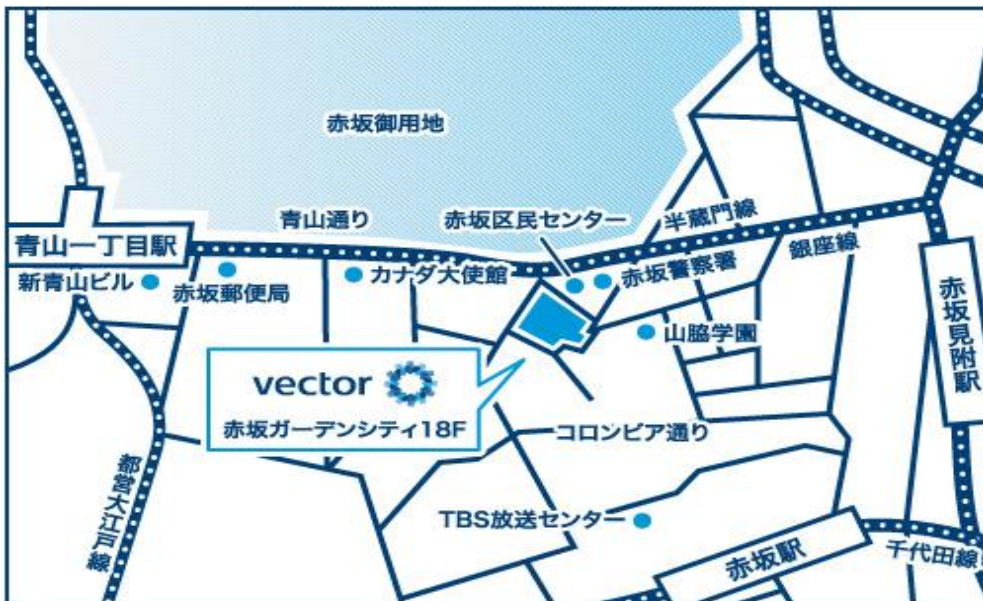 赤坂御用地
青山通り
赤坂区民センター
半蔵門線
青山一丁目駅
銀座線
新青山ビル
赤坂郵便局
カナダ大使館
赤坂警察署
赤坂見附駅
山脇学園
vector
赤坂ガーデンシティ18F
コロンビア通り
都営大江戸線
TBS放送センター
赤坂駅
千代田線